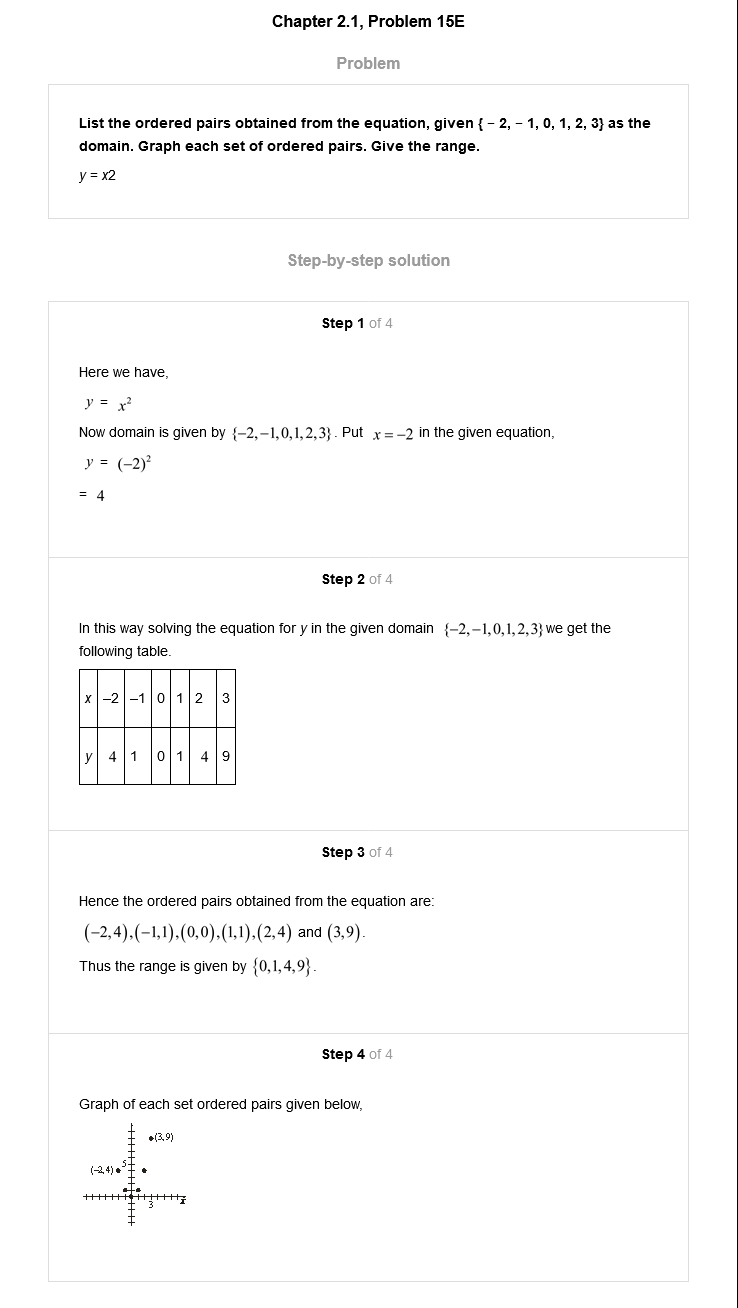 Chapter 2.1, Problem 15E
Problem
List the ordered pairs obtained from the equation, given { – 2, – 1, 0, 1, 2, 3} as the
domain. Graph each set of ordered pairs. Give the range.
y = x2
Step-by-step solution
Step 1 of 4
Here we have,
y = x²
Now domain is given by {−2,−1,0,1,2,3}. Put x = −2 in the given equation,
y = (−2)²
= 4
Step 2 of 4
In this way solving the equation for y in the given domain {−2,−1,0,1,2,3} we get the
following table.
x –2 –1 0 1 2 3
y 4 1 0 1 4 9
Step 3 of 4
Hence the ordered pairs obtained from the equation are:
(−2,4),(−1,1),(0,0),(1,1),(2,4) and (3,9).
Thus the range is given by {0,1,4,9}.
Step 4 of 4
Graph of each set ordered pairs given below,
(3,9)
(-2,4) 5
3 x